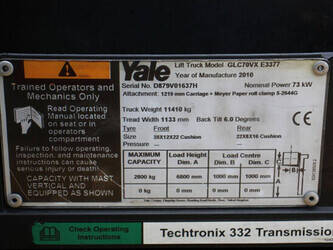 Yale
Lift Truck Model GLC70VX E3377
Year of Manufacture 2010
Serial No. D879V01637H
Nominal Power 73 kW
Attachment: 1219 mm Carriage + Meyer Paper roll clamp 5-2644G
Truck Weight 11410 kg
Tread Width 1133 mm
Back Tilt 6.0 Degrees
Tyre Front Rear
Size 28X12X22 Cushion 22X8X16 Cushion
Pressure -- --
MAXIMUM CAPACITY
Load Height Dim. A
Load Centre Dim. B Dim. C
2800 kg 6800 mm 1000 mm 1000 mm
0 kg 0 mm 0 mm 0 mm
A
B
C
Trained Operators and
Mechanics Only
Read Operating
Manual located
on seat or in
operators
compartment
Failure to follow operating,
inspection, and maintenance
instructions can cause
serious injury or death.
CAPACITY WITH MAST
VERTICAL AND
EQUIPPED AS SHOWN
Check Operating
Instructions
Techtronix 332 Transmissio